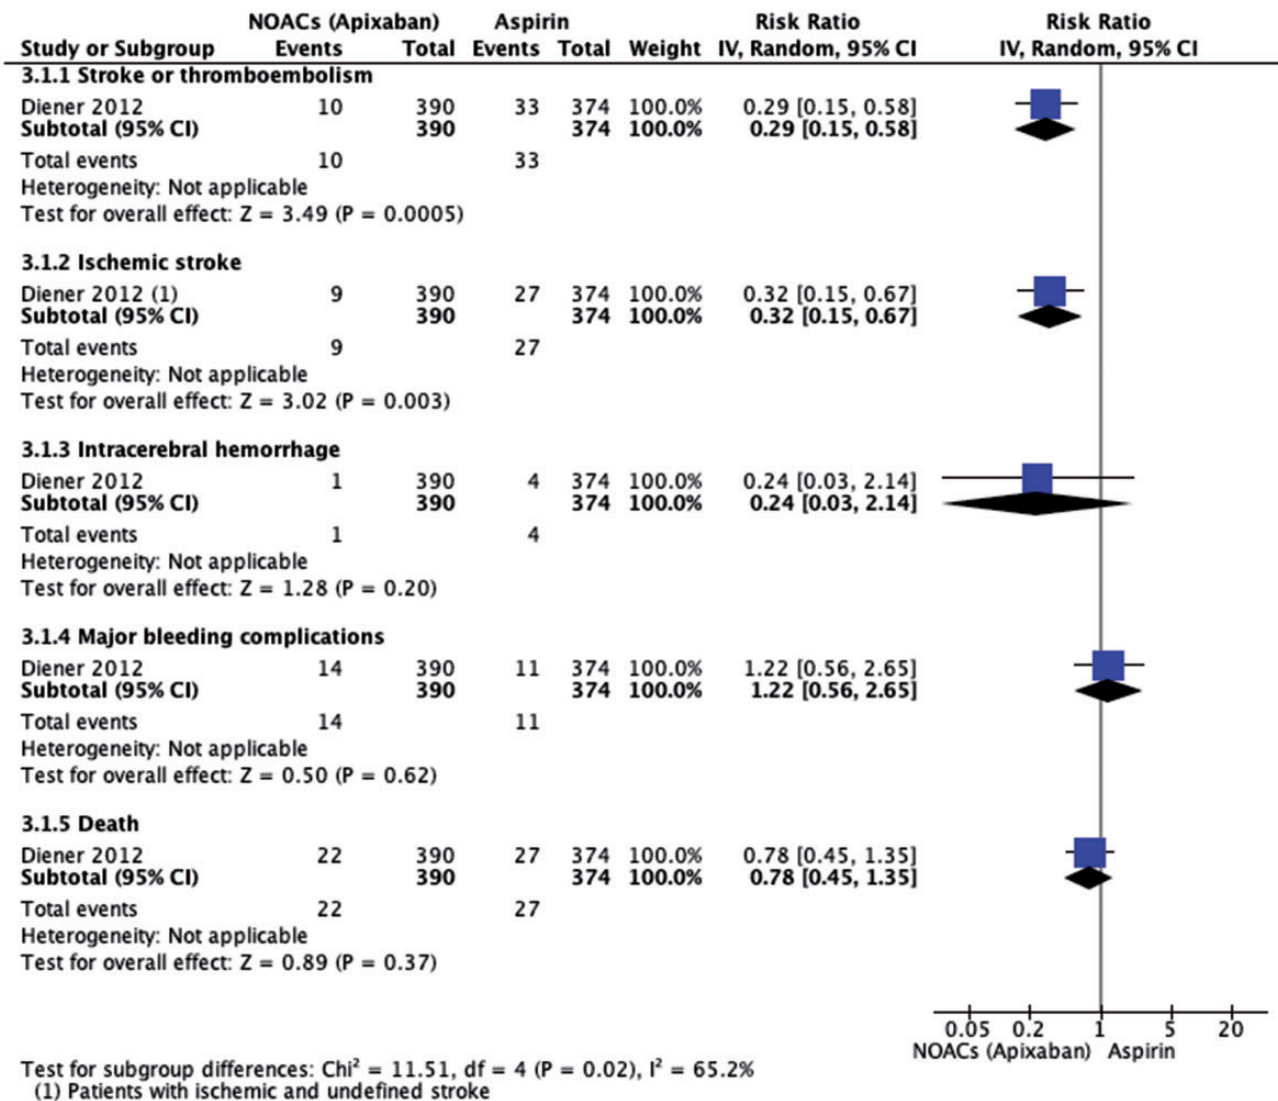 NOACs (Apixaban) Aspirin Risk Ratio Risk Ratio
Study or Subgroup Events Total Events Total Weight IV, Random, 95% CI IV, Random, 95% CI
3.1.1 Stroke or thromboembolism
Diener 2012 10 390 33 374 100.0% 0.29 [0.15, 0.58]
Subtotal (95% CI) 390 374 100.0% 0.29 [0.15, 0.58]
Total events 10 33
Heterogeneity: Not applicable
Test for overall effect: Z = 3.49 (P = 0.0005)
3.1.2 Ischemic stroke
Diener 2012 (1) 9 390 27 374 100.0% 0.32 [0.15, 0.67]
Subtotal (95% CI) 390 374 100.0% 0.32 [0.15, 0.67]
Total events 9 27
Heterogeneity: Not applicable
Test for overall effect: Z = 3.02 (P = 0.003)
3.1.3 Intracerebral hemorrhage
Diener 2012 1 390 4 374 100.0% 0.24 [0.03, 2.14]
Subtotal (95% CI) 390 374 100.0% 0.24 [0.03, 2.14]
Total events 1 4
Heterogeneity: Not applicable
Test for overall effect: Z = 1.28 (P = 0.20)
3.1.4 Major bleeding complications
Diener 2012 14 390 11 374 100.0% 1.22 [0.56, 2.65]
Subtotal (95% CI) 390 374 100.0% 1.22 [0.56, 2.65]
Total events 14 11
Heterogeneity: Not applicable
Test for overall effect: Z = 0.50 (P = 0.62)
3.1.5 Death
Diener 2012 22 390 27 374 100.0% 0.78 [0.45, 1.35]
Subtotal (95% CI) 390 374 100.0% 0.78 [0.45, 1.35]
Total events 22 27
Heterogeneity: Not applicable
Test for overall effect: Z = 0.89 (P = 0.37)
0.05 0.2 1 5 20
NOACs (Apixaban) Aspirin
Test for subgroup differences: Chi² = 11.51, df = 4 (P = 0.02), I² = 65.2%
(1) Patients with ischemic and undefined stroke